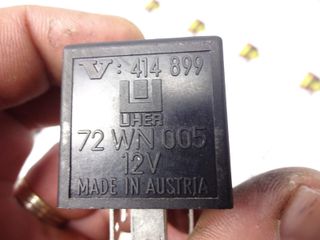 V: 414 899
UHER
72 WN 005
12V
MADE IN AUSTRIA